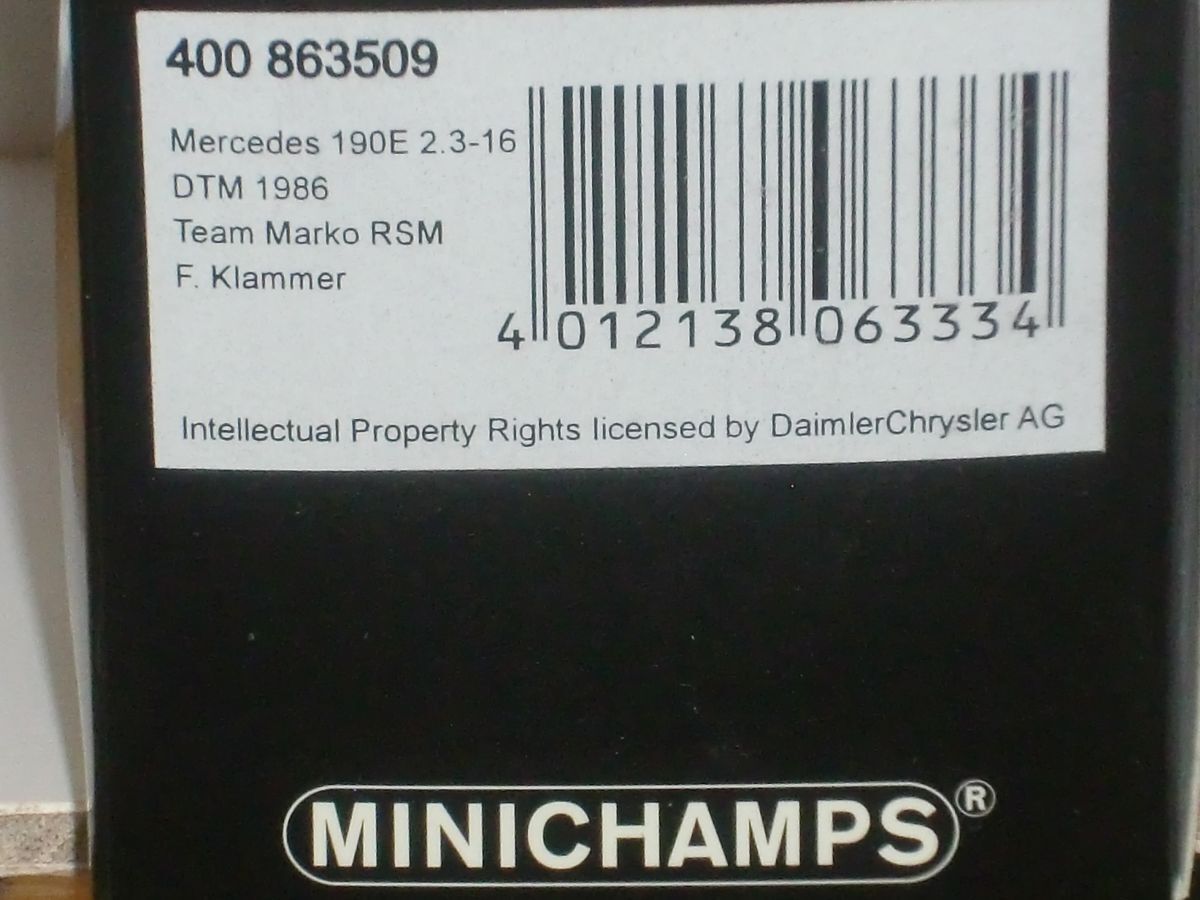 400 863509
Mercedes 190E 2.3-16
DTM 1986
Team Marko RSM
F. Klammer
4 012138 063334
Intellectual Property Rights licensed by DaimlerChrysler AG
MINICHAMPS®